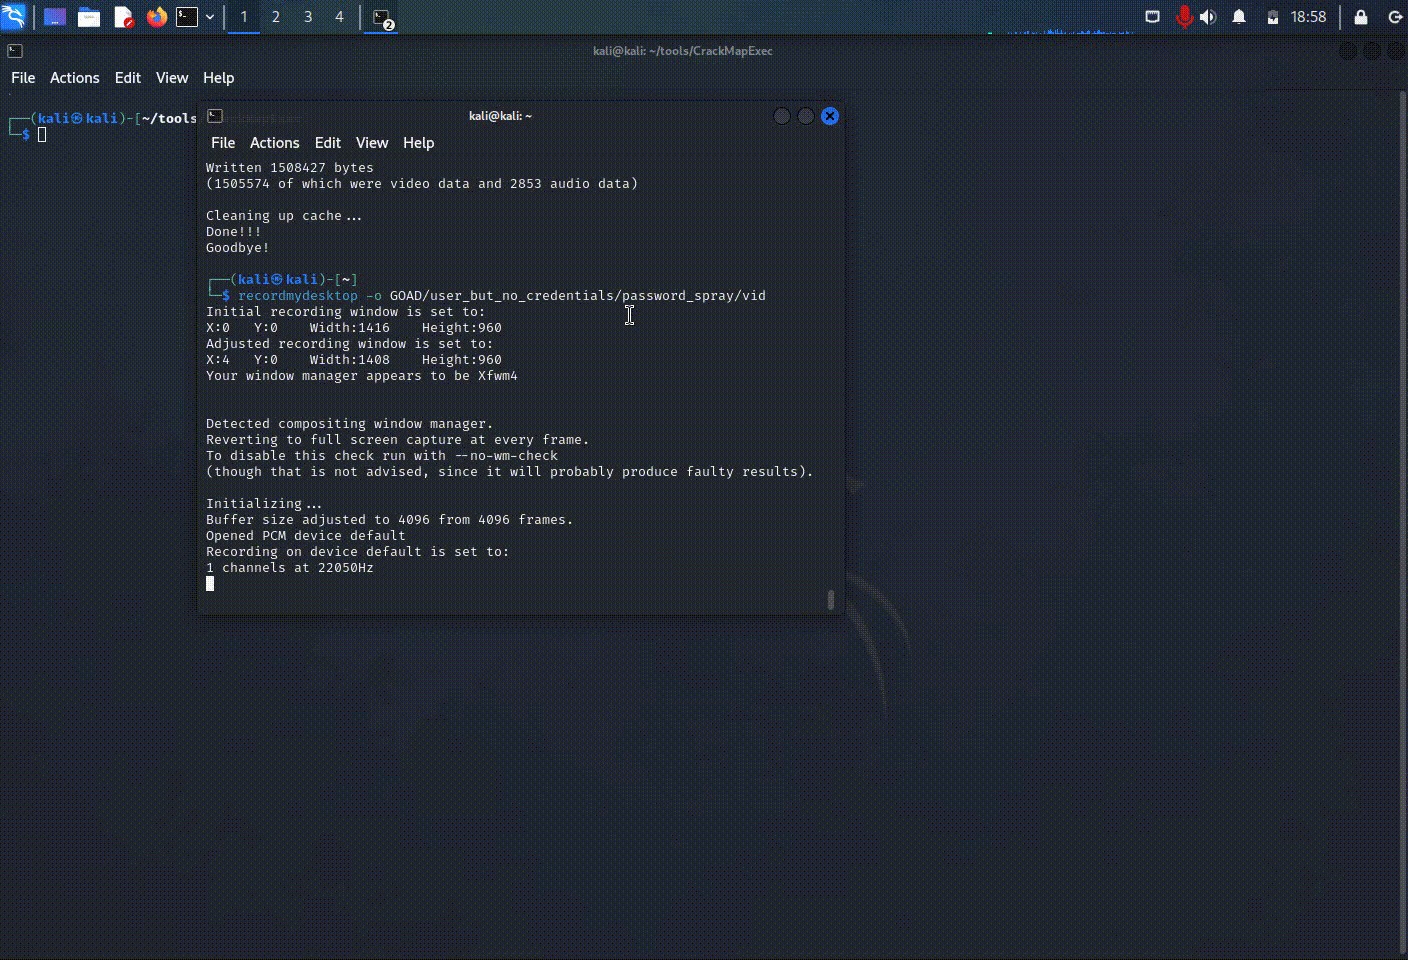 1 2 3 4 2 18:58
kali@kali: ~/tools/CrackMapExec
File Actions Edit View Help
┌──(kali㉿kali)-[~/tools
└─$
kali@kali: ~
File Actions Edit View Help
Written 1508427 bytes
(1505574 of which were video data and 2853 audio data)
Cleaning up cache...
Done!!!
Goodbye!
┌──(kali㉿kali)-[~]
└─$ recordmydesktop -o GOAD/user_but_no_credentials/password_spray/vid
Initial recording window is set to:
X:0 Y:0 Width:1416 Height:960
Adjusted recording window is set to:
X:4 Y:0 Width:1408 Height:960
Your window manager appears to be Xfwm4
Detected compositing window manager.
Reverting to full screen capture at every frame.
To disable this check run with --no-wm-check
(though that is not advised, since it will probably produce faulty results).
Initializing...
Buffer size adjusted to 4096 from 4096 frames.
Opened PCM device default
Recording on device default is set to:
1 channels at 22050Hz